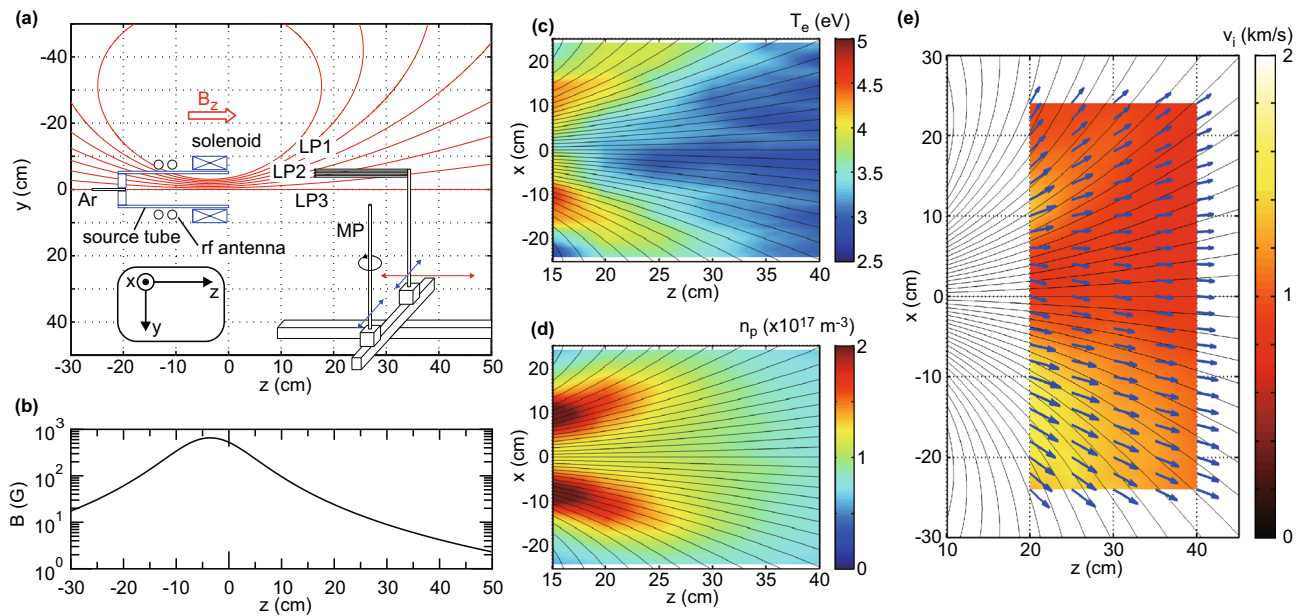 (a)
-40
-20
0
20
40
y (cm)
B_z
solenoid
LP1
LP2
LP3
Ar
MP
source tube
rf antenna
x
z
y
-30 -20 -10 0 10 20 30 40 50
z (cm)
(b)
10^3
10^2
10^1
10^0
B (G)
-30 -20 -10 0 10 20 30 40 50
z (cm)
(c)
T_e (eV)
20
10
0
-10
-20
x (cm)
15 20 25 30 35 40
z (cm)
5
4.5
4
3.5
3
2.5
(d)
n_p (x10^17 m^-3)
20
10
0
-10
-20
x (cm)
15 20 25 30 35 40
z (cm)
2
1
0
(e)
v_i (km/s)
30
20
10
0
-10
-20
-30
x (cm)
10 20 30 40
z (cm)
2
1
0